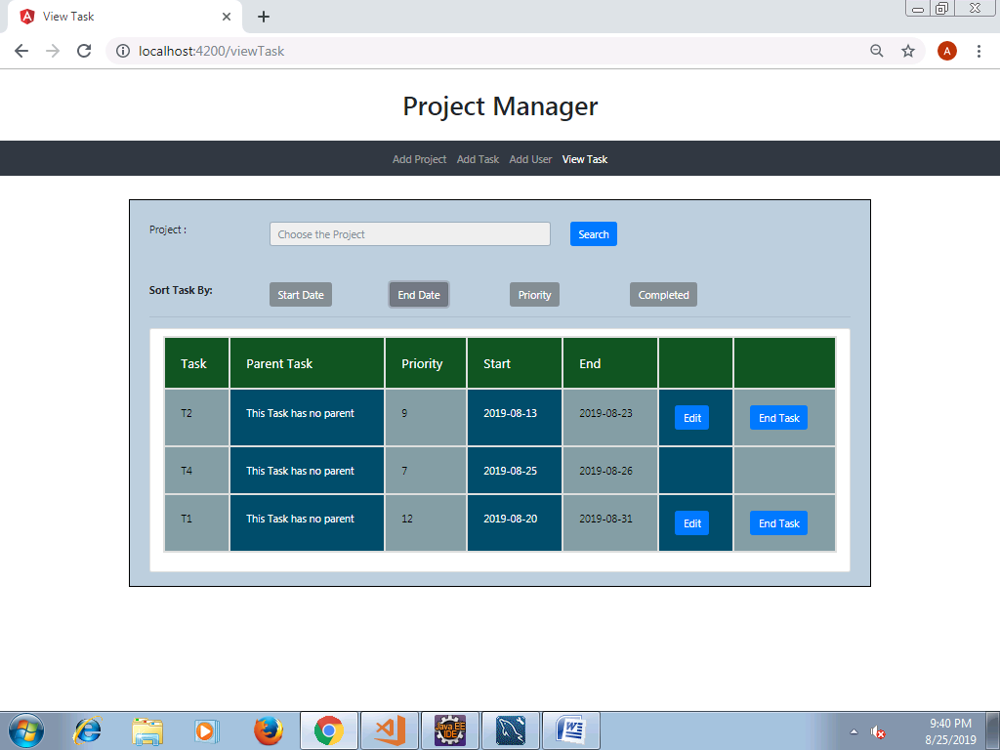 View Task
localhost:4200/viewTask
A
Project Manager
Add Project Add Task Add User View Task
Project :
Choose the Project
Search
Sort Task By:
Start Date
End Date
Priority
Completed
Task Parent Task Priority Start End
T2 This Task has no parent 9 2019-08-13 2019-08-23 Edit End Task
T4 This Task has no parent 7 2019-08-25 2019-08-26
T1 This Task has no parent 12 2019-08-20 2019-08-31 Edit End Task
Java EE
IDE
9:40 PM
8/25/2019